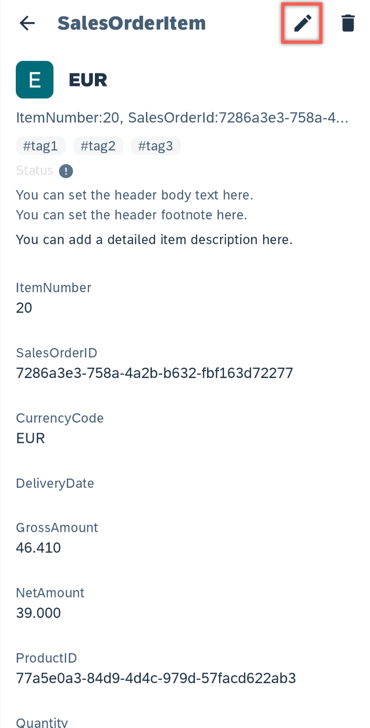 SalesOrderItem
E EUR
ItemNumber:20, SalesOrderId:7286a3e3-758a-4...
#tag1 #tag2 #tag3
Status
You can set the header body text here.
You can set the header footnote here.
You can add a detailed item description here.
ItemNumber
20
SalesOrderID
7286a3e3-758a-4a2b-b632-fbf163d72277
CurrencyCode
EUR
DeliveryDate
GrossAmount
46.410
NetAmount
39.000
ProductID
77a5e0a3-84d9-4d4c-979d-57facd622ab3
Quantity